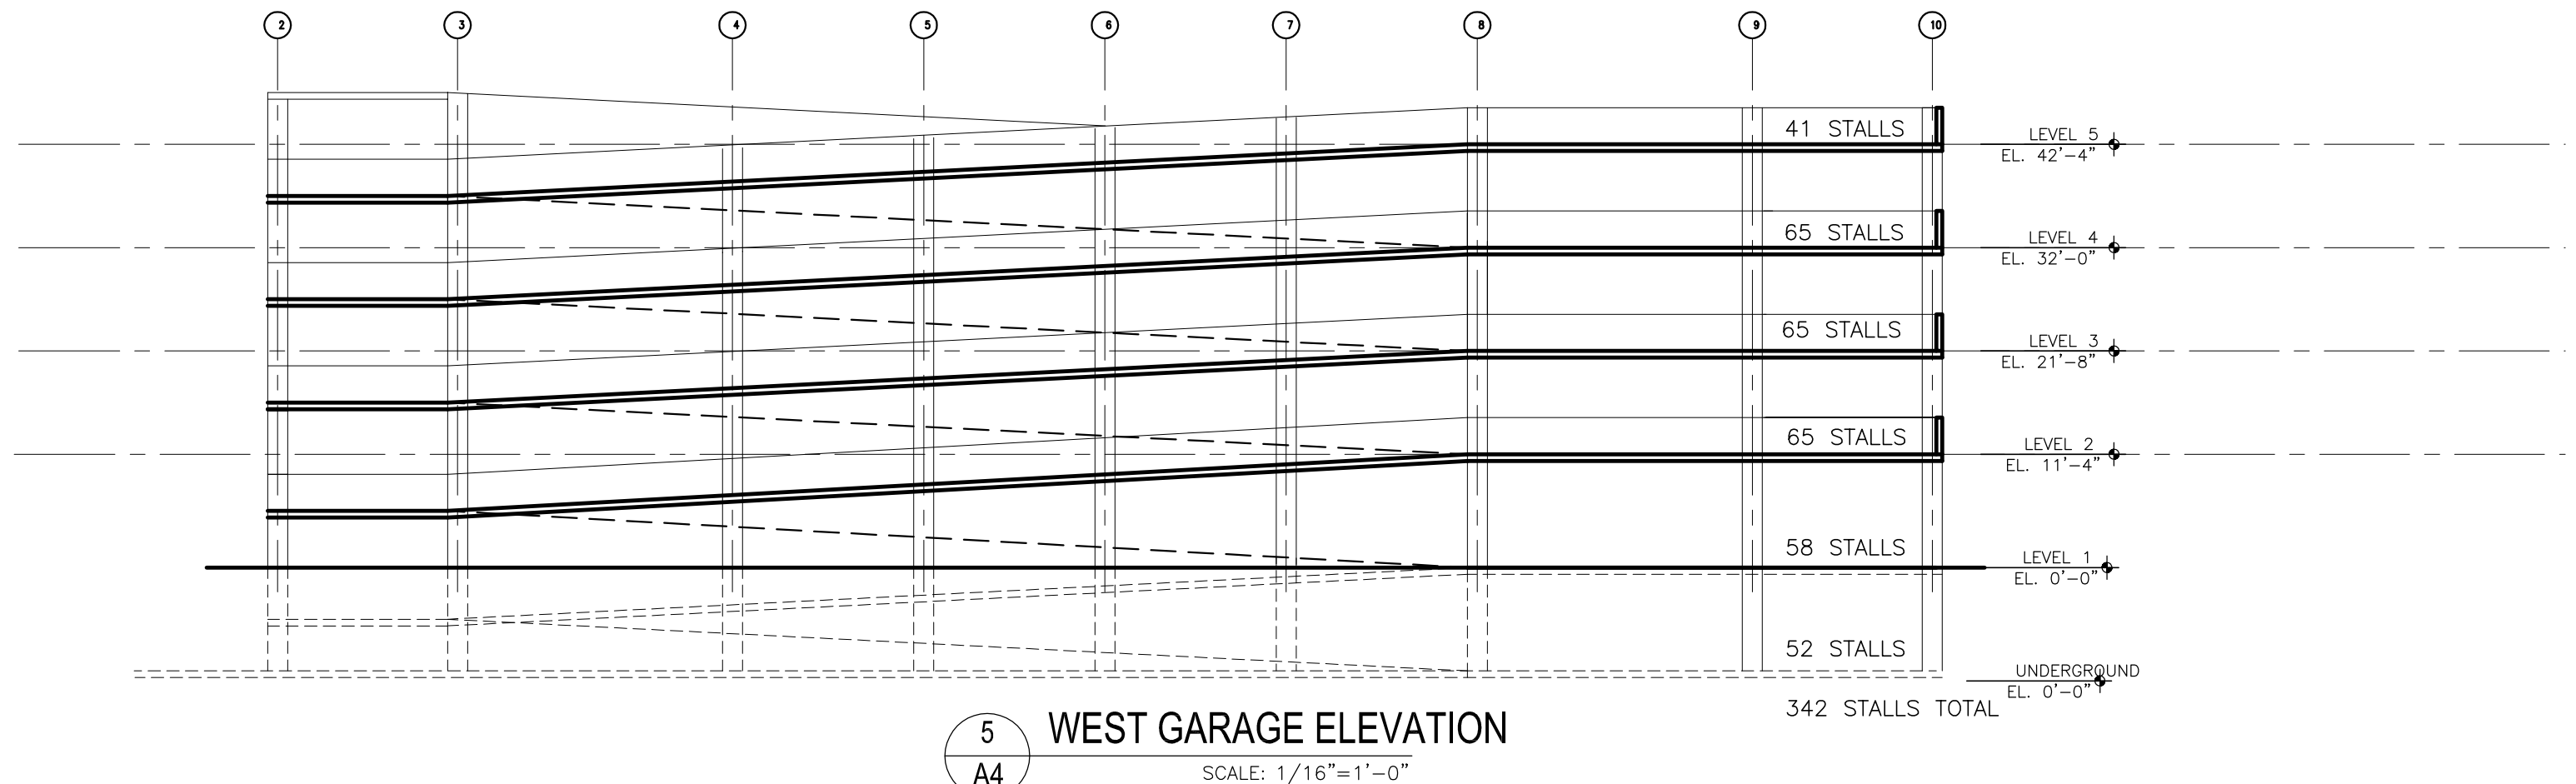 2 3 4 5 6 7 8 9 10
41 STALLS
LEVEL 5
EL. 42'-4"
65 STALLS
LEVEL 4
EL. 32'-0"
65 STALLS
LEVEL 3
EL. 21'-8"
65 STALLS
LEVEL 2
EL. 11'-4"
58 STALLS
LEVEL 1
EL. 0'-0"
52 STALLS
UNDERGROUND
EL. 0'-0"
342 STALLS TOTAL
5 WEST GARAGE ELEVATION
A4 SCALE: 1/16"=1'-0"